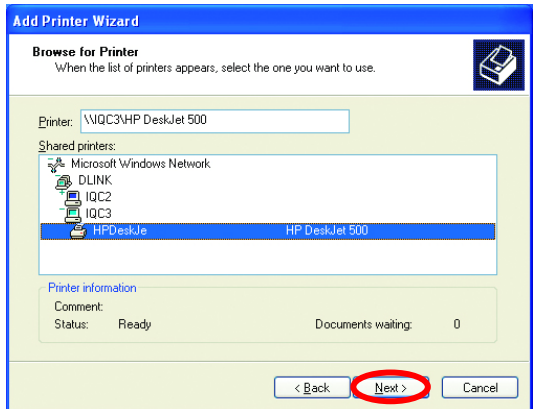 Add Printer Wizard
Browse for Printer
When the list of printers appears, select the one you want to use.
Printer: \\IQC3\HP DeskJet 500
Shared printers:
Microsoft Windows Network
DLINK
IQC2
IQC3
HPDeskJe HP DeskJet 500
Printer information
Comment:
Status: Ready Documents waiting: 0
< Back Next > Cancel